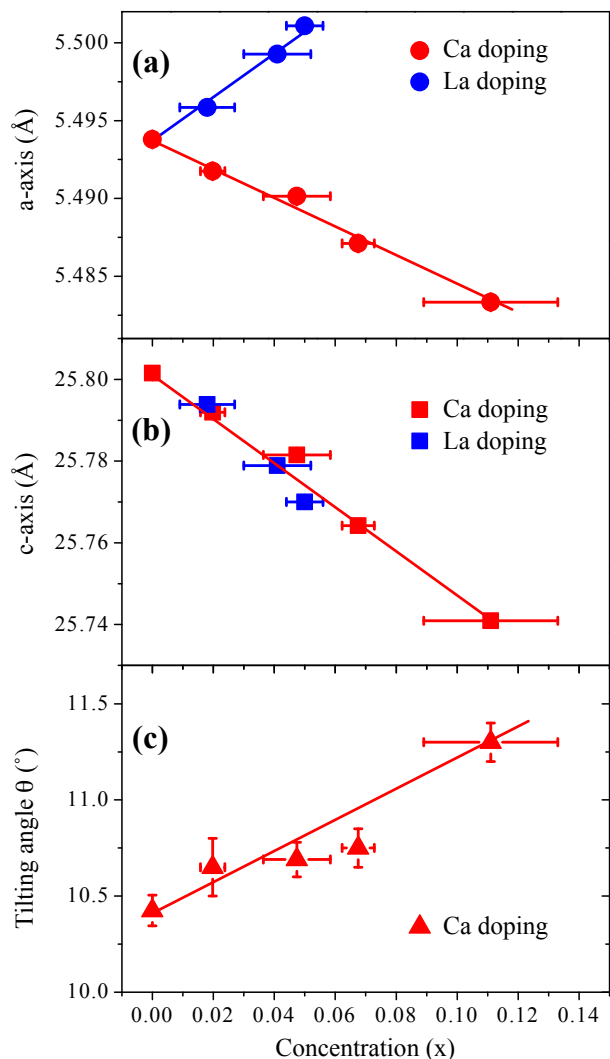 (a)
Ca doping
La doping
a-axis (Å)
5.500
5.495
5.490
5.485
(b)
Ca doping
La doping
c-axis (Å)
25.80
25.78
25.76
25.74
(c)
Ca doping
Tilting angle θ (°)
11.5
11.0
10.5
10.0
0.00 0.02 0.04 0.06 0.08 0.10 0.12 0.14
Concentration (x)